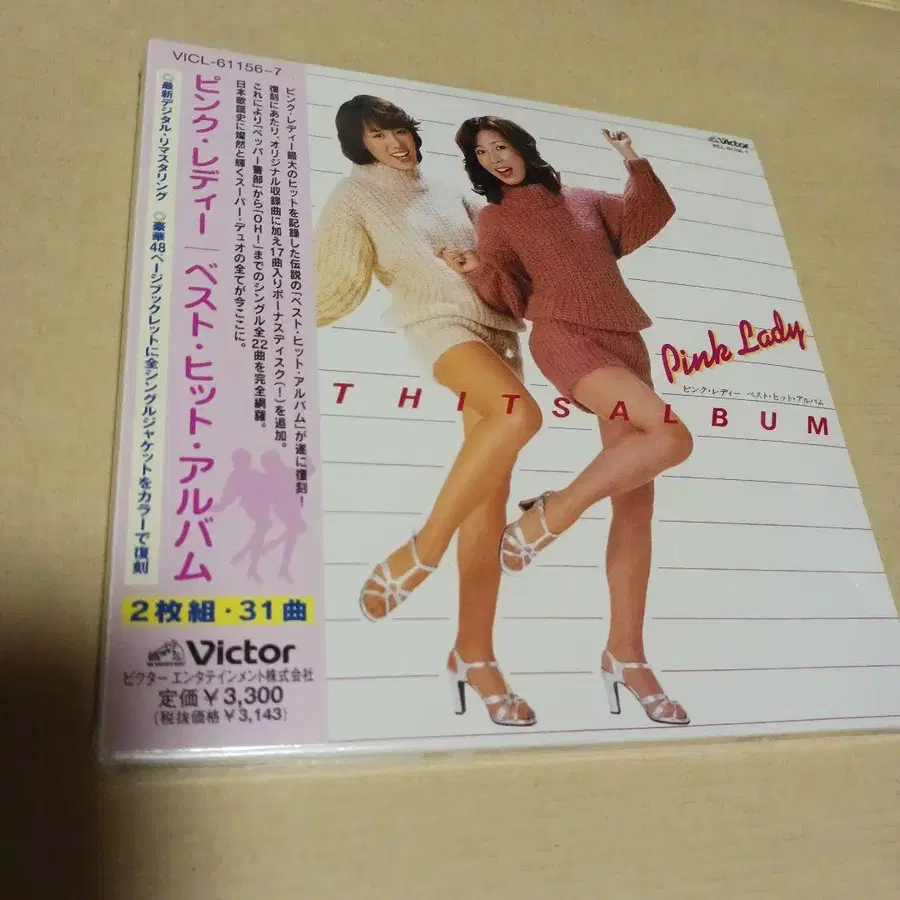 VICL-61156-7
ピンク・レディー最大のヒットを記録した伝説の「ベスト・ヒット・アルバム」が遂に復刻!
復刻にあたり、オリジナル収録曲に加え17曲入りボーナスディスク(!)を追加。
これにより「ペッパー警部」から「OH!」までのシングル全22曲を完全網羅。
日本歌謡史に燦然と輝くスーパー・デュオの全てが今ここに。
ピンク・レディー|ベスト・ヒット・アルバム
◎最新デジタル・リマスタリング ◎豪華48ページブックレットに全シングルジャケットをカラーで復刻
2枚組・31曲
Victor
ビクター エンタテインメント株式会社
定価¥3,300
(税抜価格¥3,143)
Victor
VICL-61156-7
Pink Lady
ピンク・レディー ベスト・ヒット・アルバム
T HITS ALBUM